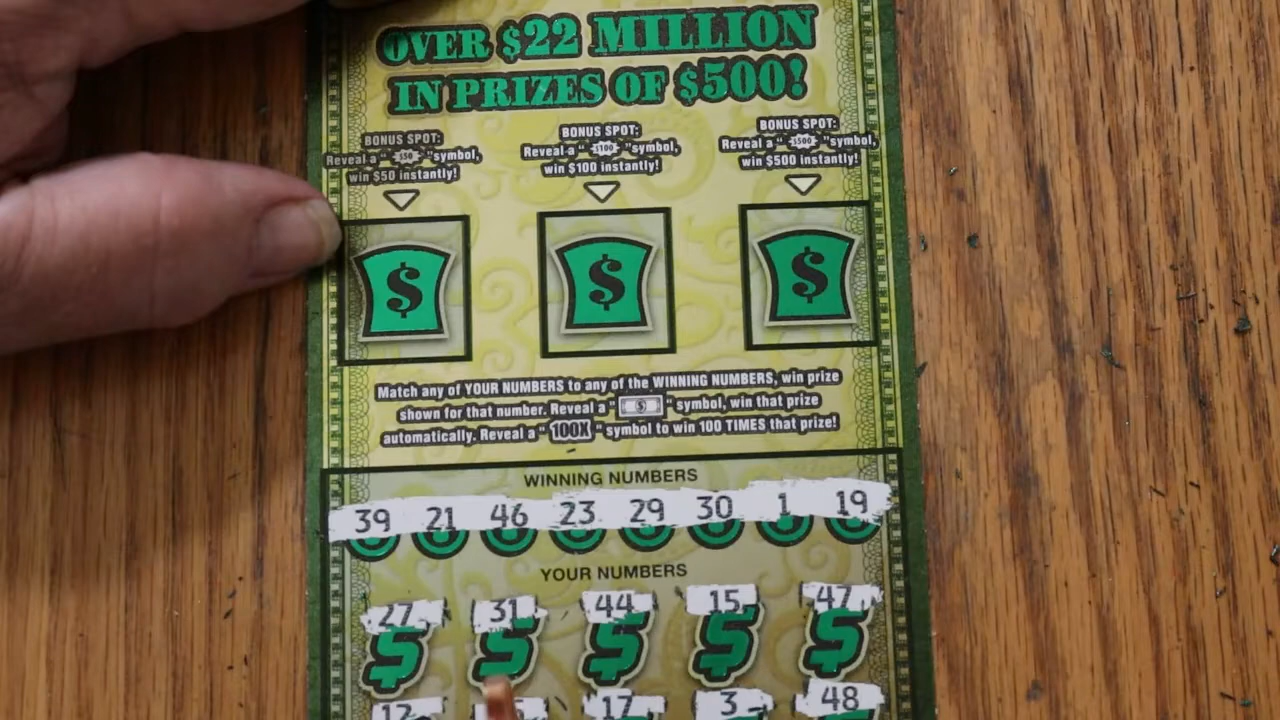 OVER $22 MILLION
IN PRIZES OF $500!
BONUS SPOT:
Reveal a " $50 " symbol,
win $50 instantly!
BONUS SPOT:
Reveal a " $100 " symbol,
win $100 instantly!
BONUS SPOT:
Reveal a " $500 " symbol,
win $500 instantly!
$ $ $
Match any of YOUR NUMBERS to any of the WINNING NUMBERS, win prize
shown for that number. Reveal a " $ " symbol, win that prize
automatically. Reveal a " 100X " symbol to win 100 TIMES that prize!
WINNING NUMBERS
39 21 46 23 29 30 1 19
YOUR NUMBERS
27 31 44 15 47
$ $ $ $ $
12 17 3 48